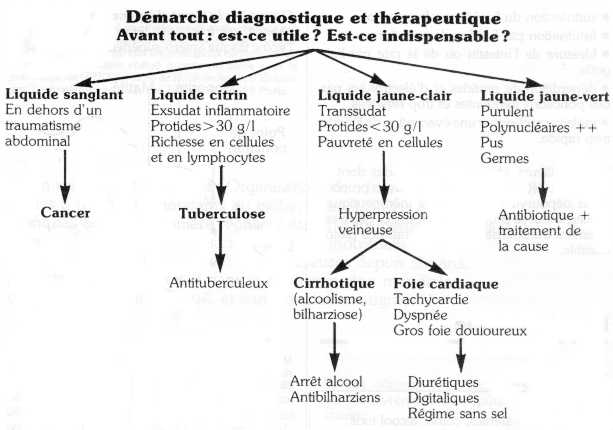 Démarche diagnostique et thérapeutique
Avant tout : est-ce utile ? Est-ce indispensable ?
Liquide sanglant
En dehors d'un
traumatisme
abdominal
Cancer
Liquide citrin
Exsudat inflammatoire
Protides > 30 g/l
Richesse en cellules
et en lymphocytes
Tuberculose
Antituberculeux
Liquide jaune-clair
Transsudat
Protides < 30 g/l
Pauvreté en cellules
Hyperpression
veineuse
Cirrhotique
(alcoolisme,
bilharziose)
Arrêt alcool
Antibilharziens
Foie cardiaque
Tachycardie
Dyspnée
Gros foie douioureux
Diurétiques
Digitaliques
Régime sans sel
Liquide jaune-vert
Purulent
Polynucléaires ++
Pus
Germes
Antibiotique +
traitement de
la cause